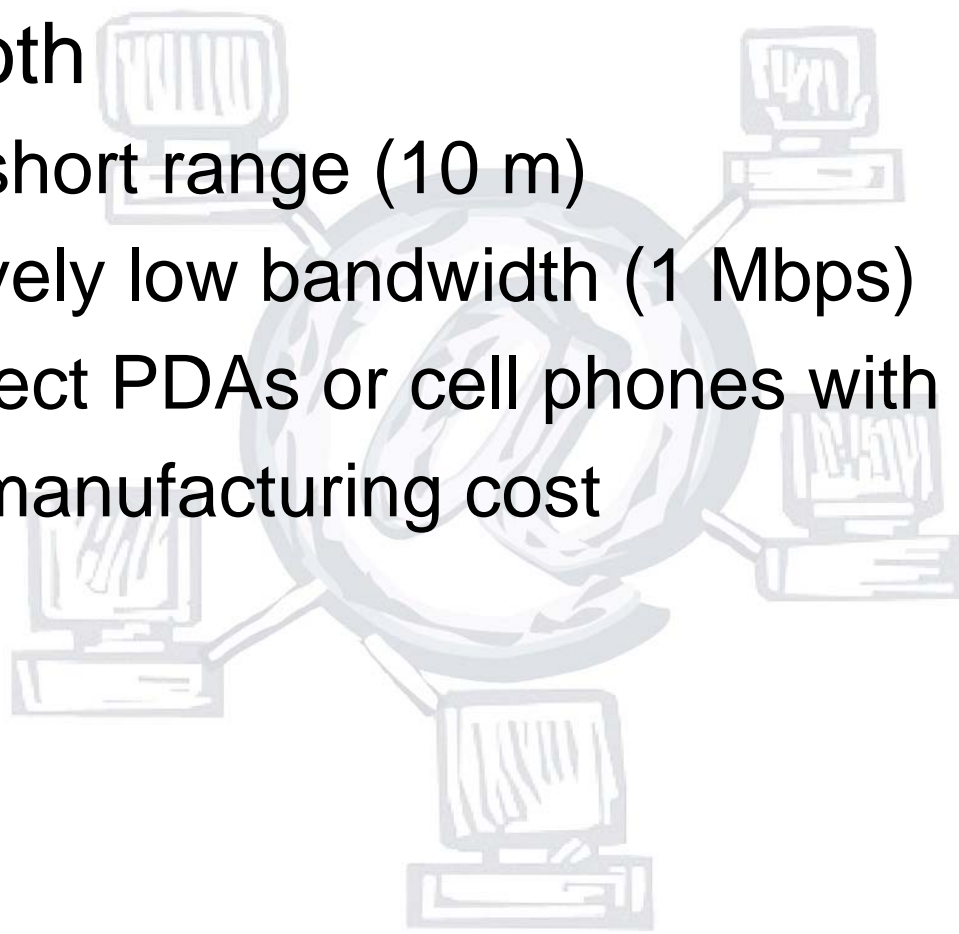 oth
short range (10 m)
vely low bandwidth (1 Mbps)
ect PDAs or cell phones with
manufacturing cost